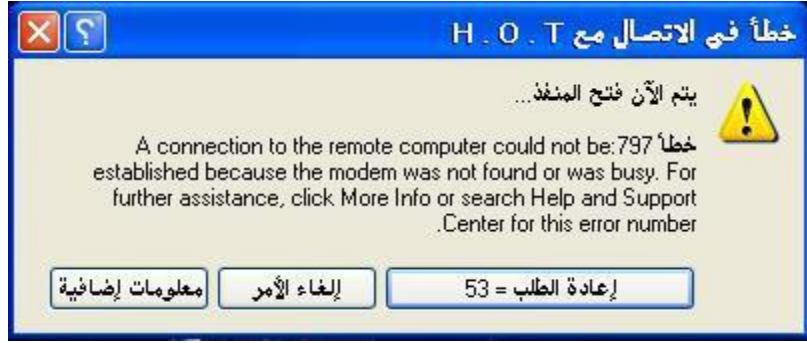 خطأ في الاتصال مع H . O . T
يتم الآن فتح المنفذ...
خطأ 797:A connection to the remote computer could not be
established because the modem was not found or was busy. For
further assistance, click More Info or search Help and Support
.Center for this error number
إعادة الطلب = 53
إلغاء الأمر
معلومات إضافية